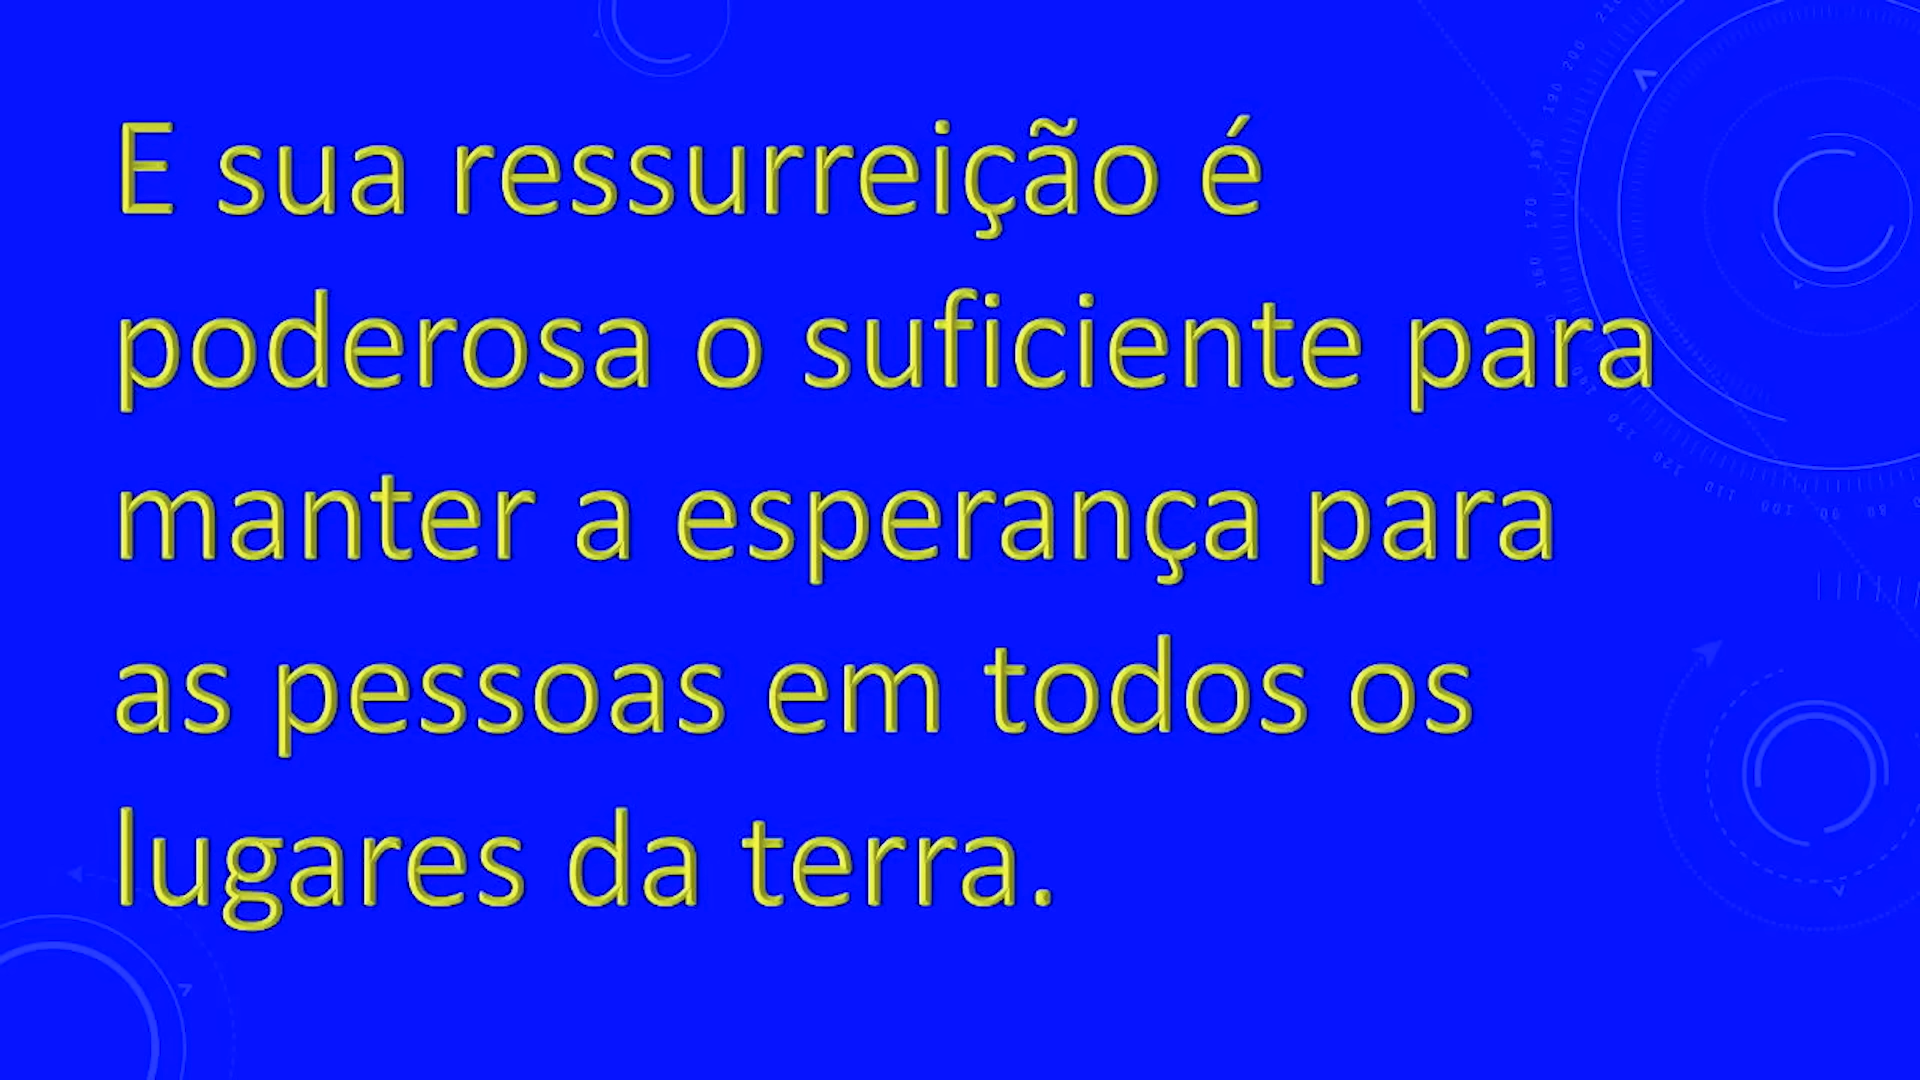 E sua ressurreição é
poderosa o suficiente para
manter a esperança para
as pessoas em todos os
lugares da terra.